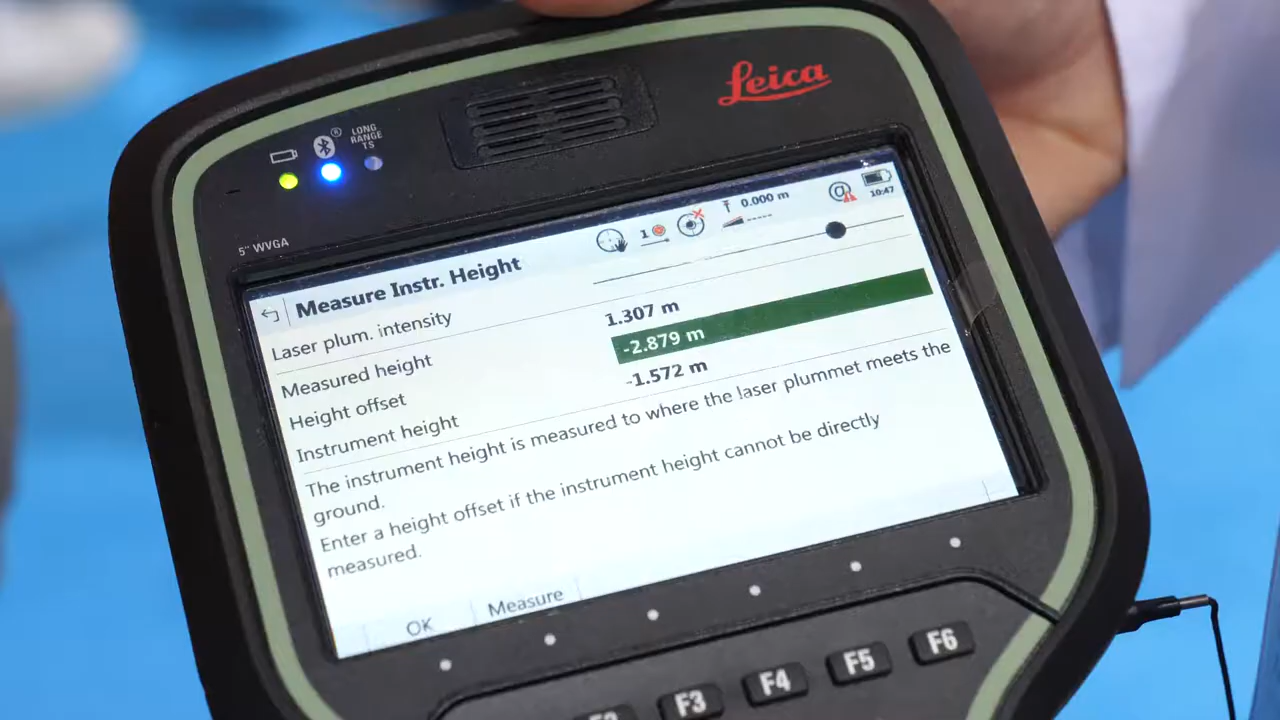 Leica
LONG
RANGE
TS
5" WVGA
1
0.000 m
10:47
Measure Instr. Height
Laser plum. intensity
Measured height 1.307 m
Height offset -2.879 m
Instrument height -1.572 m
The instrument height is measured to where the laser plummet meets the
ground.
Enter a height offset if the instrument height cannot be directly
measured.
OK Measure
F3 F4 F5 F6